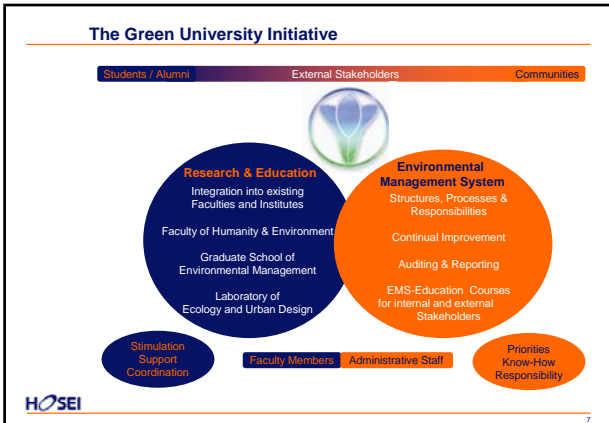 The Green University Initiative
Students / Alumni External Stakeholders Communities
Research & Education
Integration into existing
Faculties and Institutes
Faculty of Humanity & Environment
Graduate School of
Environmental Management
Laboratory of
Ecology and Urban Design
Environmental
Management System
Structures, Processes &
Responsibilities
Continual Improvement
Auditing & Reporting
EMS-Education Courses
for internal and external
Stakeholders
Stimulation
Support
Coordination
Faculty Members Administrative Staff
Priorities
Know-How
Responsibility
HOSEI
7